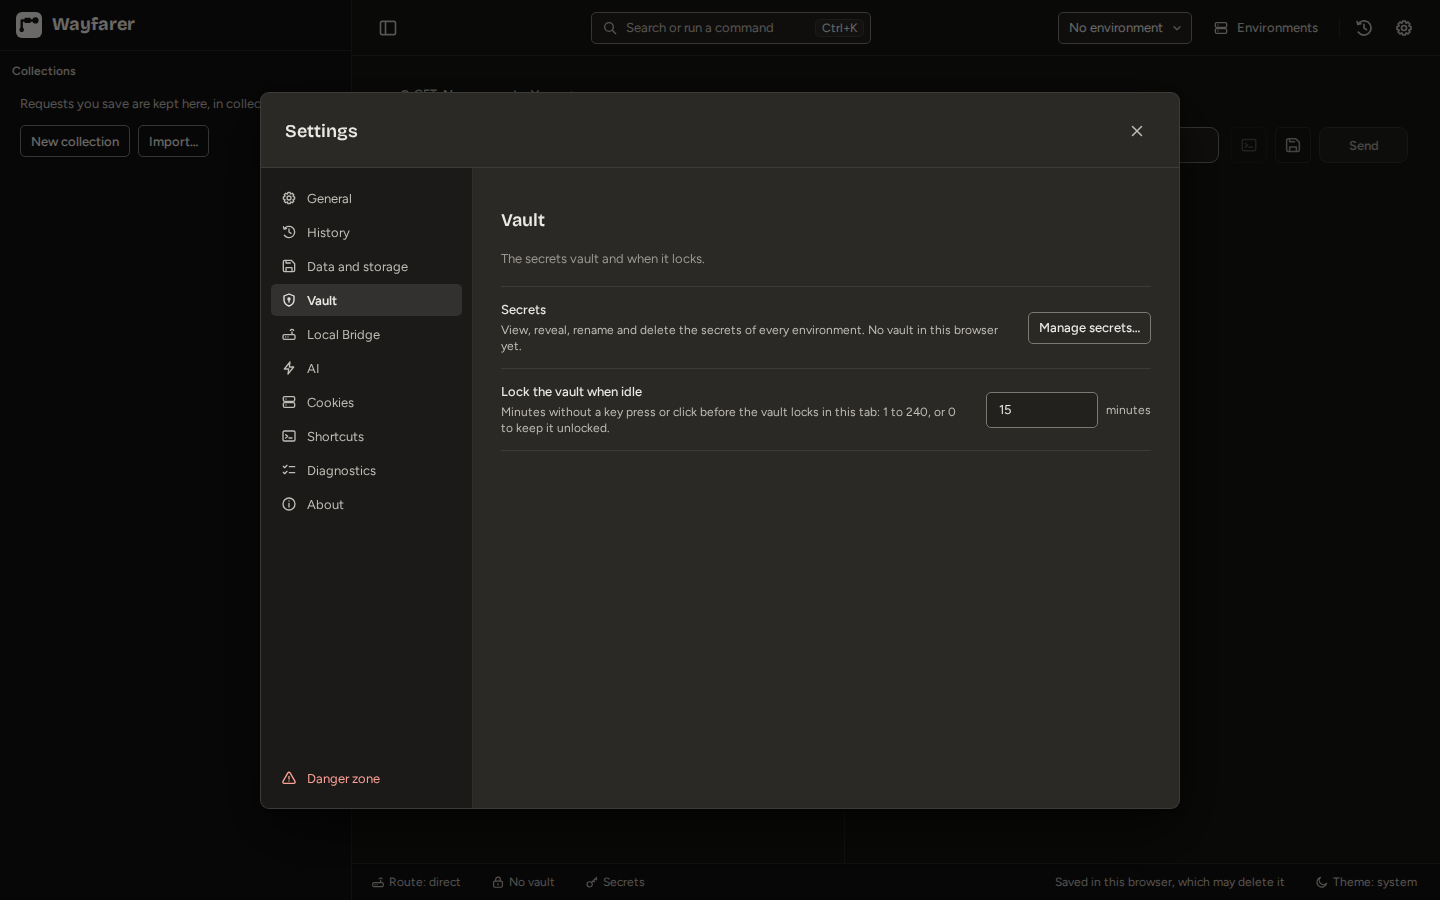 Wayfarer
Search or run a command
Ctrl+K
No environment
Environments
Collections
Requests you save are kept here, in
New collection
Import...
Send
Settings
General
History
Data and storage
Vault
Local Bridge
AI
Cookies
Shortcuts
Diagnostics
About
Danger zone
Vault
The secrets vault and when it locks.
Secrets
View, reveal, rename and delete the secrets of every environment. No vault in this browser
yet.
Manage secrets...
Lock the vault when idle
Minutes without a key press or click before the vault locks in this tab: 1 to 240, or 0
to keep it unlocked.
15
minutes
Route: direct
No vault
Secrets
Saved in this browser, which may delete it
Theme: system